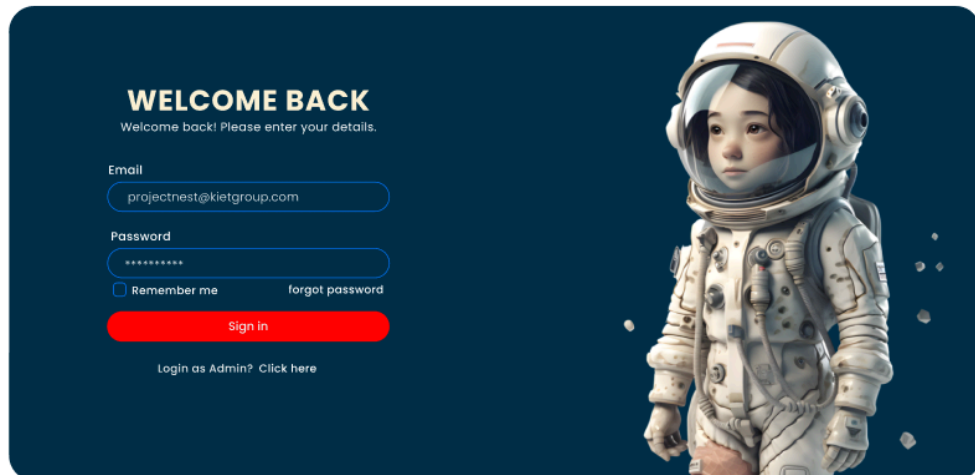 WELCOME BACK
Welcome back! Please enter your details.
Email
projectnest@kietgroup.com
Password
**********
Remember me forgot password
Sign in
Login as Admin? Click here